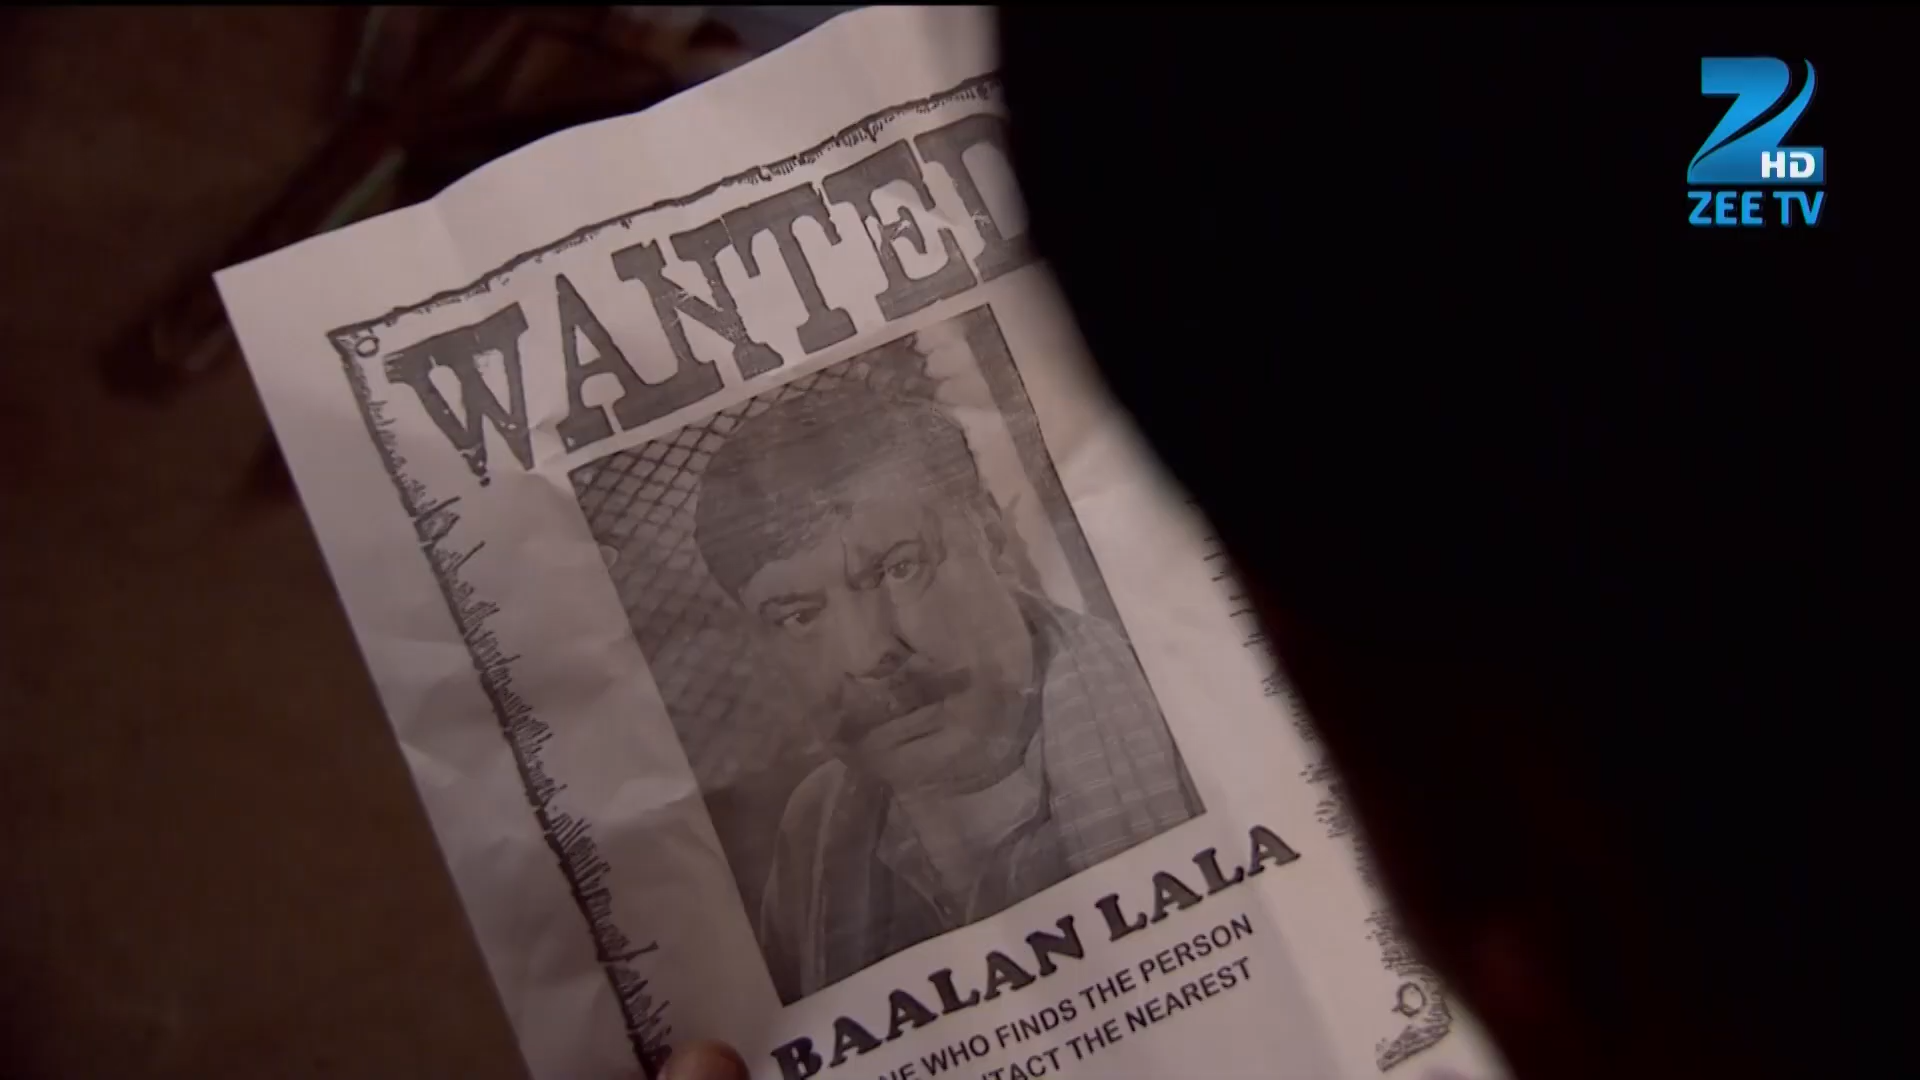 WANTED
HD
ZEE TV
BAALAN LALA
WHO FINDS THE PERSON
THE NEAREST